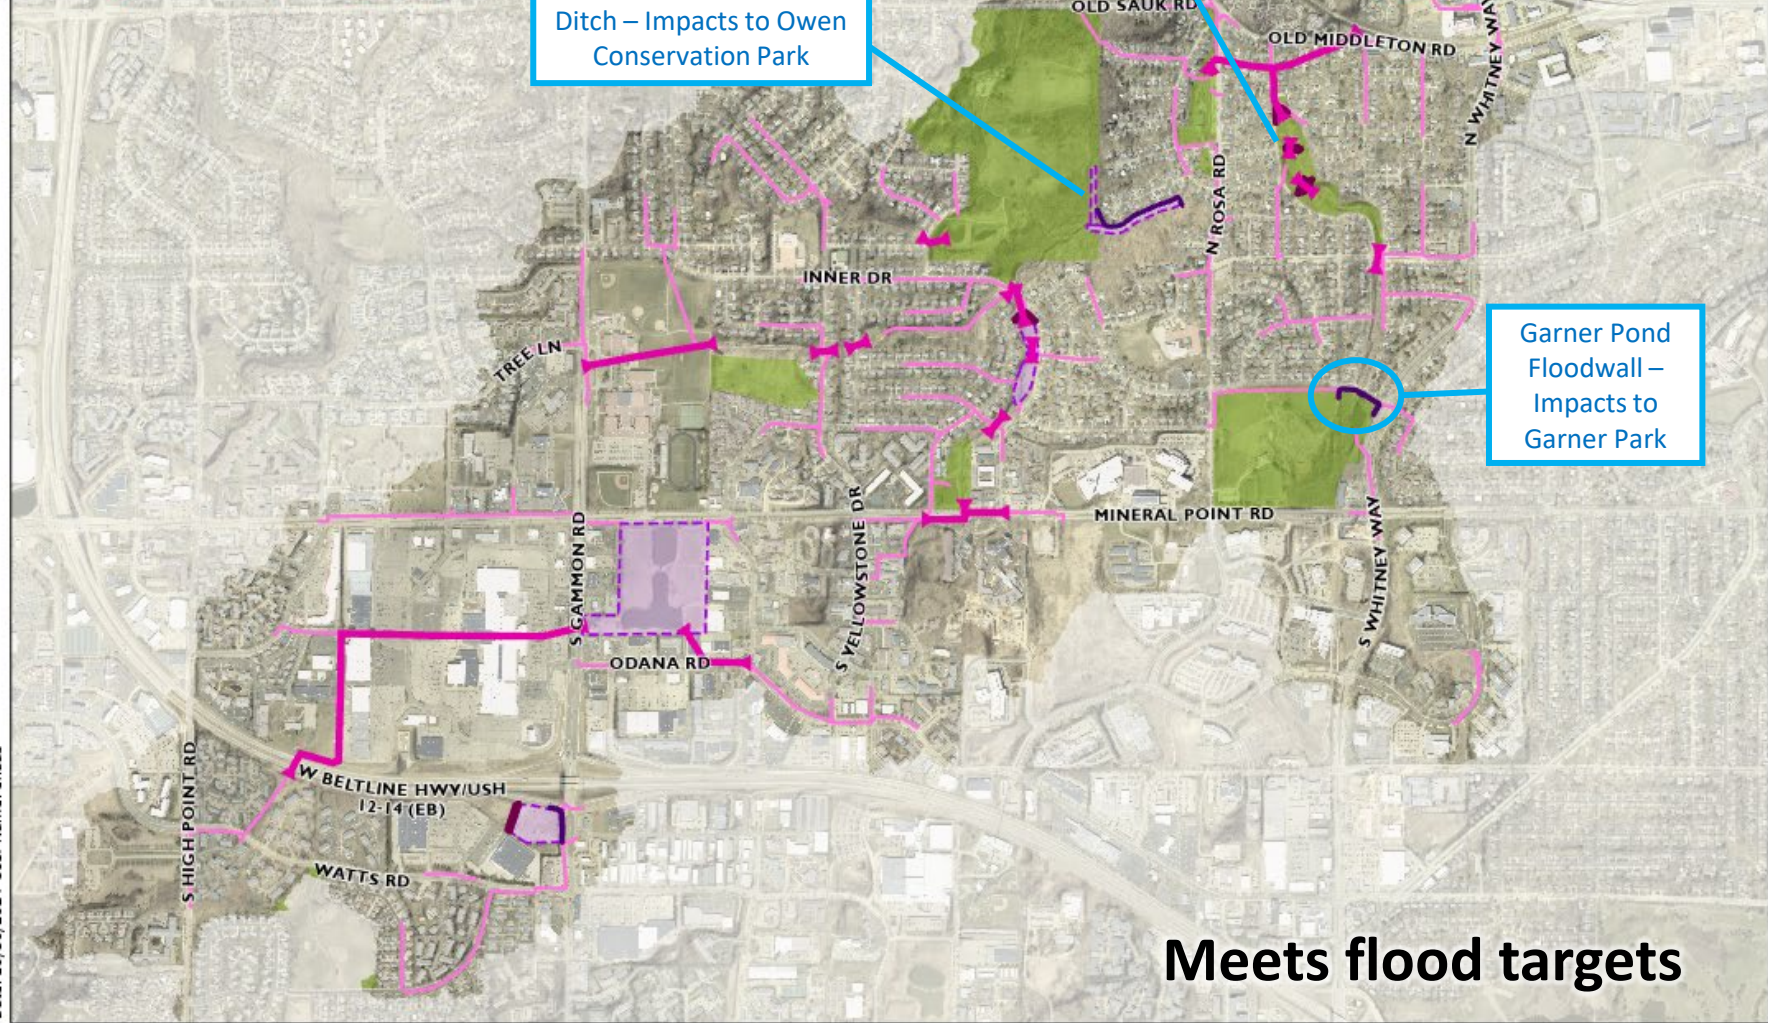 Ditch – Impacts to Owen
Conservation Park
OLD SAUK RD
OLD MIDDLETON RD
N WHITNEY WAY
N ROSA RD
INNER DR
TREE LN
Garner Pond
Floodwall –
Impacts to
Garner Park
MINERAL POINT RD
S GAMMON RD
S YELLOWSTONE DR
S WHITNEY WAY
ODANA RD
S HIGH POINT RD
W BELTLINE HWY/USH
12-14 (EB)
WATTS RD
Meets flood targets